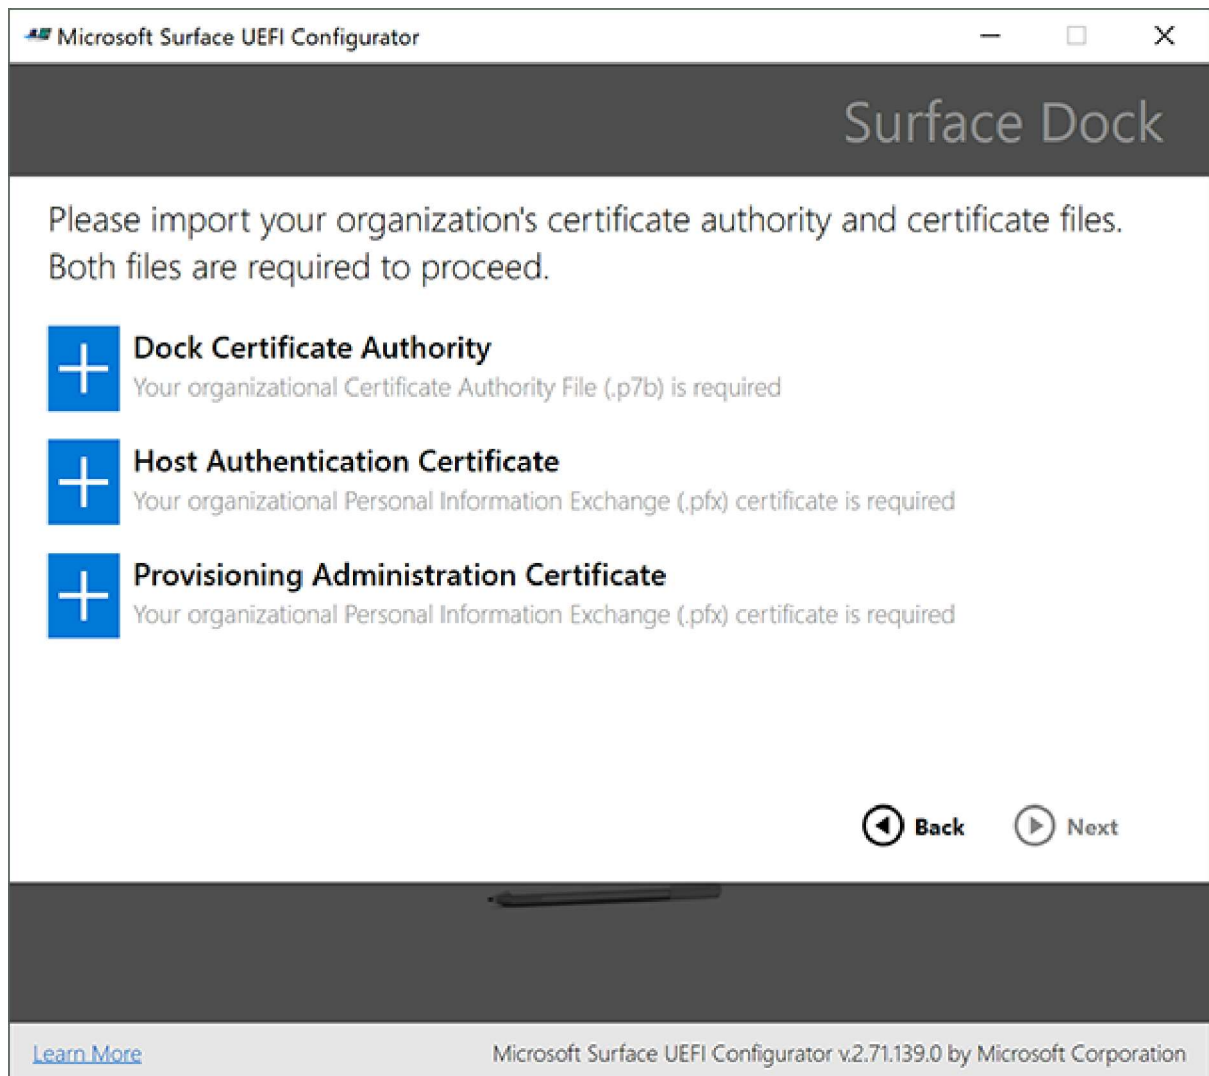 Microsoft Surface UEFI Configurator
Surface Dock
Please import your organization's certificate authority and certificate files.
Both files are required to proceed.
Dock Certificate Authority
Your organizational Certificate Authority File (.p7b) is required
Host Authentication Certificate
Your organizational Personal Information Exchange (.pfx) certificate is required
Provisioning Administration Certificate
Your organizational Personal Information Exchange (.pfx) certificate is required
Back Next
Learn More Microsoft Surface UEFI Configurator v.2.71.139.0 by Microsoft Corporation